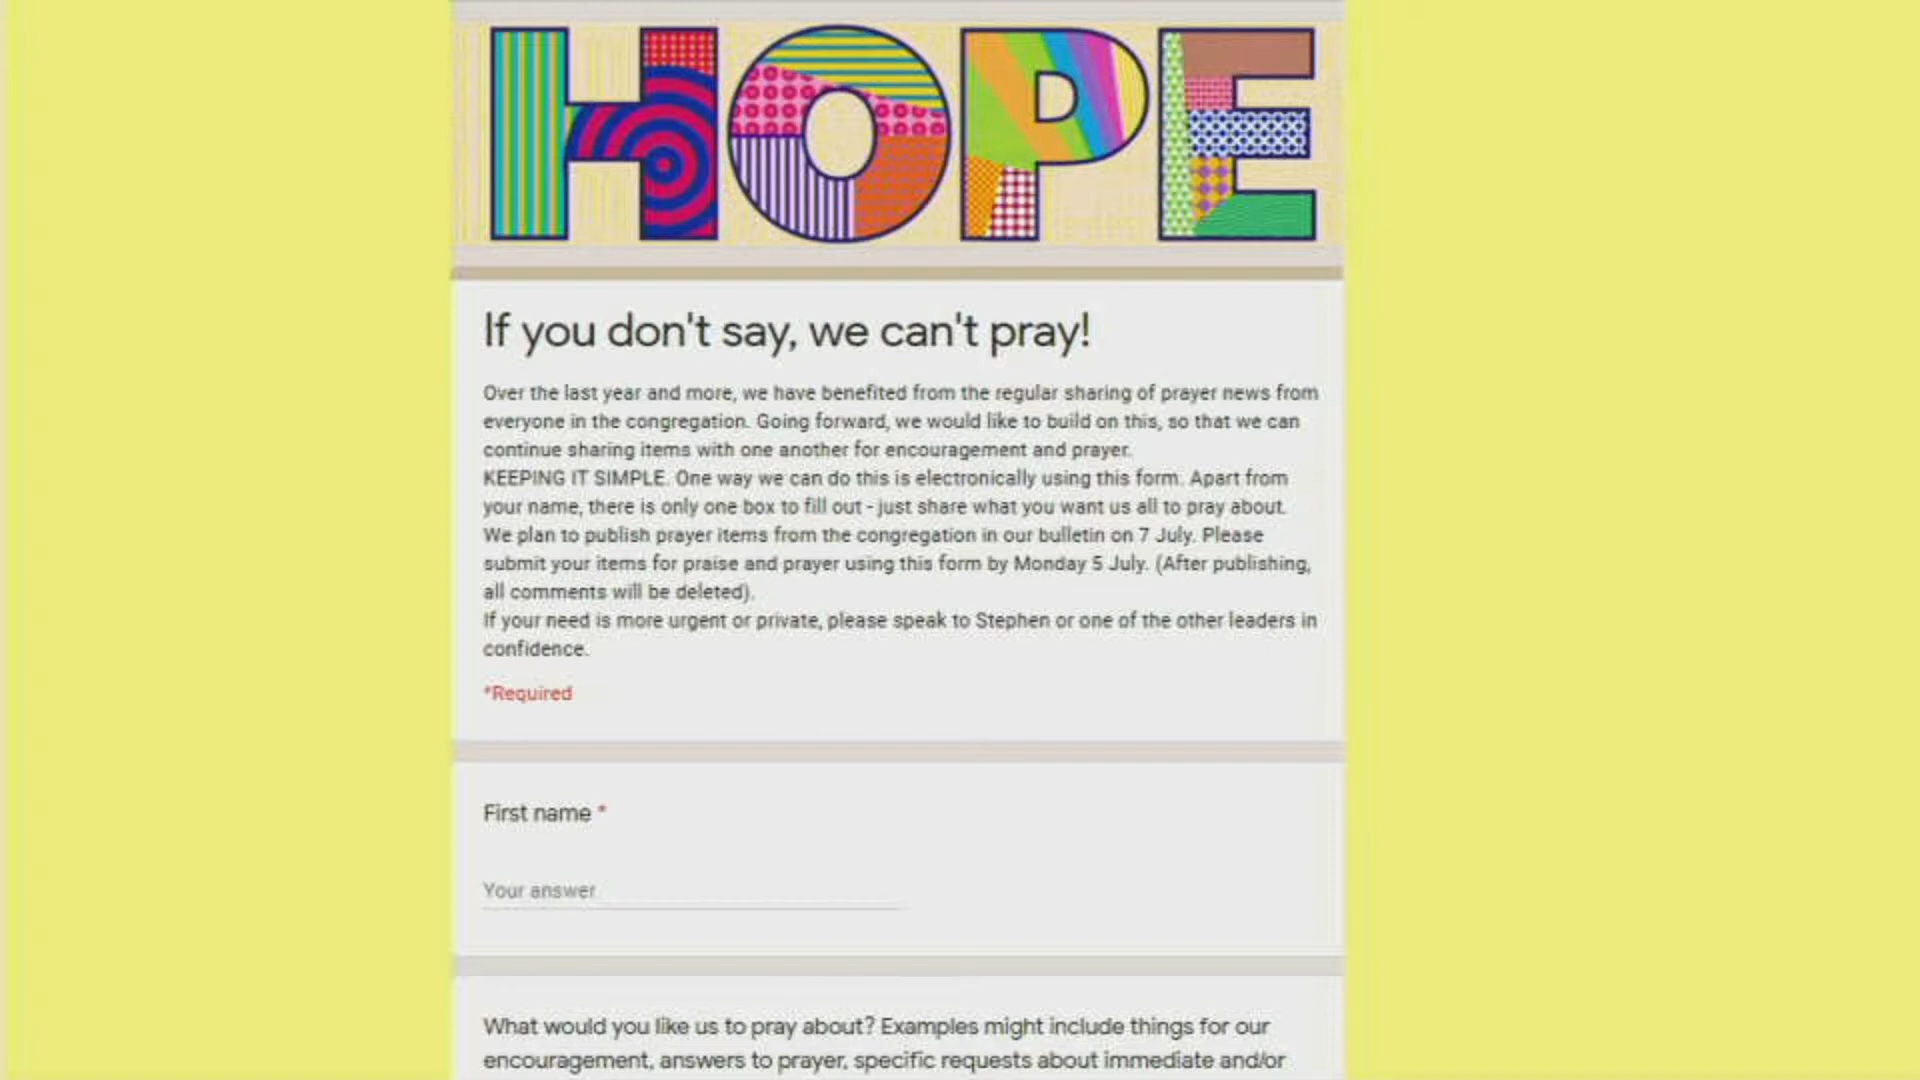 HOPE
If you don't say, we can't pray!
Over the last year and more, we have benefited from the regular sharing of prayer news from
everyone in the congregation. Going forward, we would like to build on this, so that we can
continue sharing items with one another for encouragement and prayer.
KEEPING IT SIMPLE. One way we can do this is electronically using this form. Apart from
your name, there is only one box to fill out - just share what you want us all to pray about.
We plan to publish prayer items from the congregation in our bulletin on 7 July. Please
submit your items for praise and prayer using this form by Monday 5 July. (After publishing,
all comments will be deleted).
If your need is more urgent or private, please speak to Stephen or one of the other leaders in
confidence.
*Required
First name *
Your answer
What would you like us to pray about? Examples might include things for our
encouragement, answers to prayer, specific requests about immediate and/or